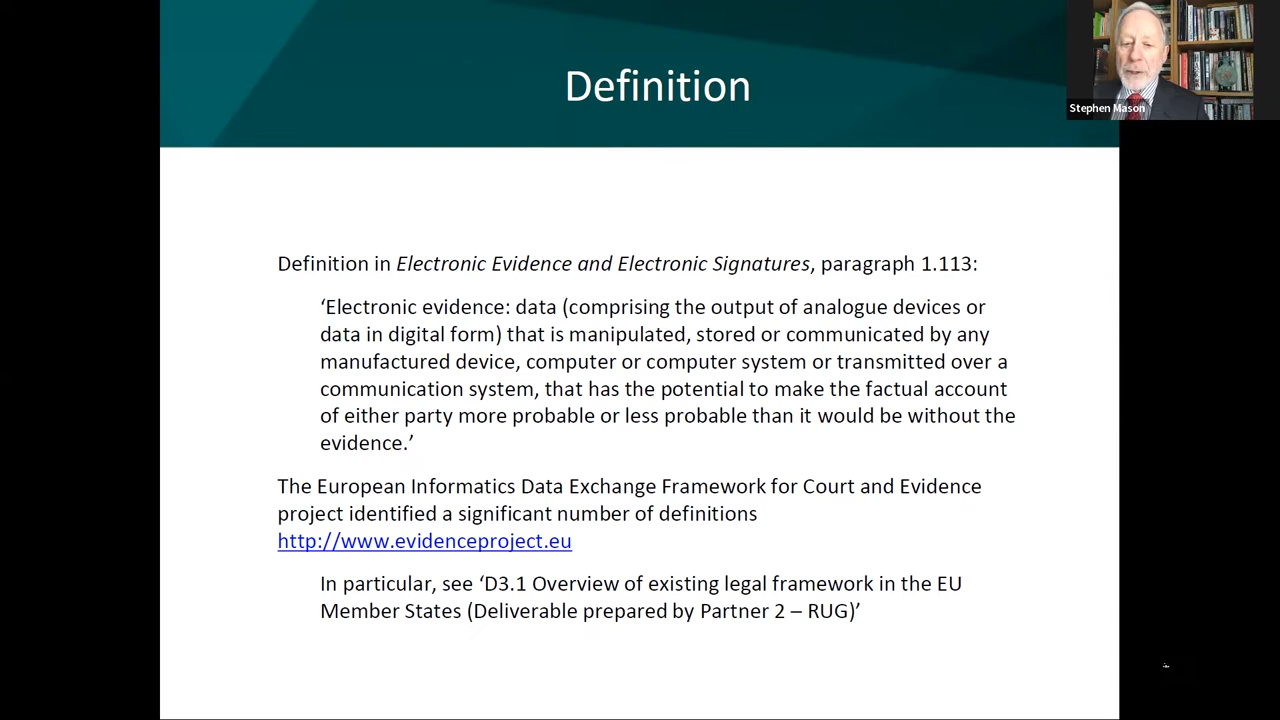 Definition
Stephen Mason
Definition in Electronic Evidence and Electronic Signatures, paragraph 1.113:
‘Electronic evidence: data (comprising the output of analogue devices or
data in digital form) that is manipulated, stored or communicated by any
manufactured device, computer or computer system or transmitted over a
communication system, that has the potential to make the factual account
of either party more probable or less probable than it would be without the
evidence.’
The European Informatics Data Exchange Framework for Court and Evidence
project identified a significant number of definitions
http://www.evidenceproject.eu
In particular, see ‘D3.1 Overview of existing legal framework in the EU
Member States (Deliverable prepared by Partner 2 – RUG)’